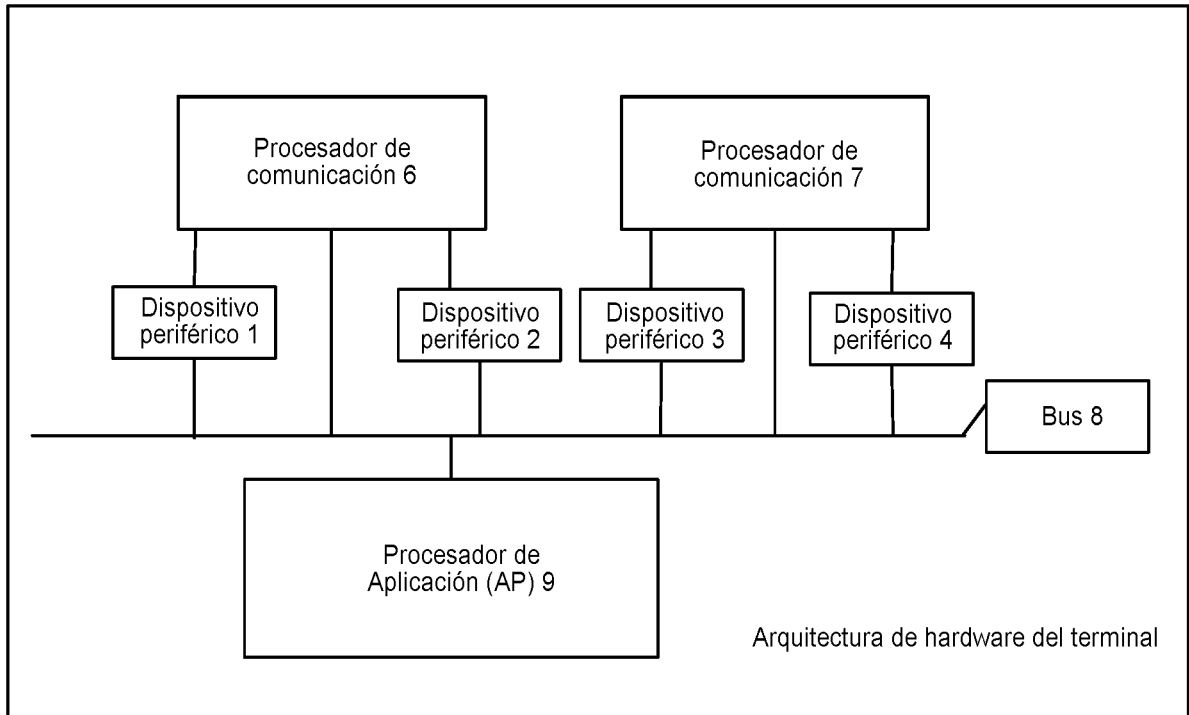 Procesador de
comunicación 6
Procesador de
comunicación 7
Dispositivo
periférico 1
Dispositivo
periférico 2
Dispositivo
periférico 3
Dispositivo
periférico 4
Bus 8
Procesador de
Aplicación (AP) 9
Arquitectura de hardware del terminal